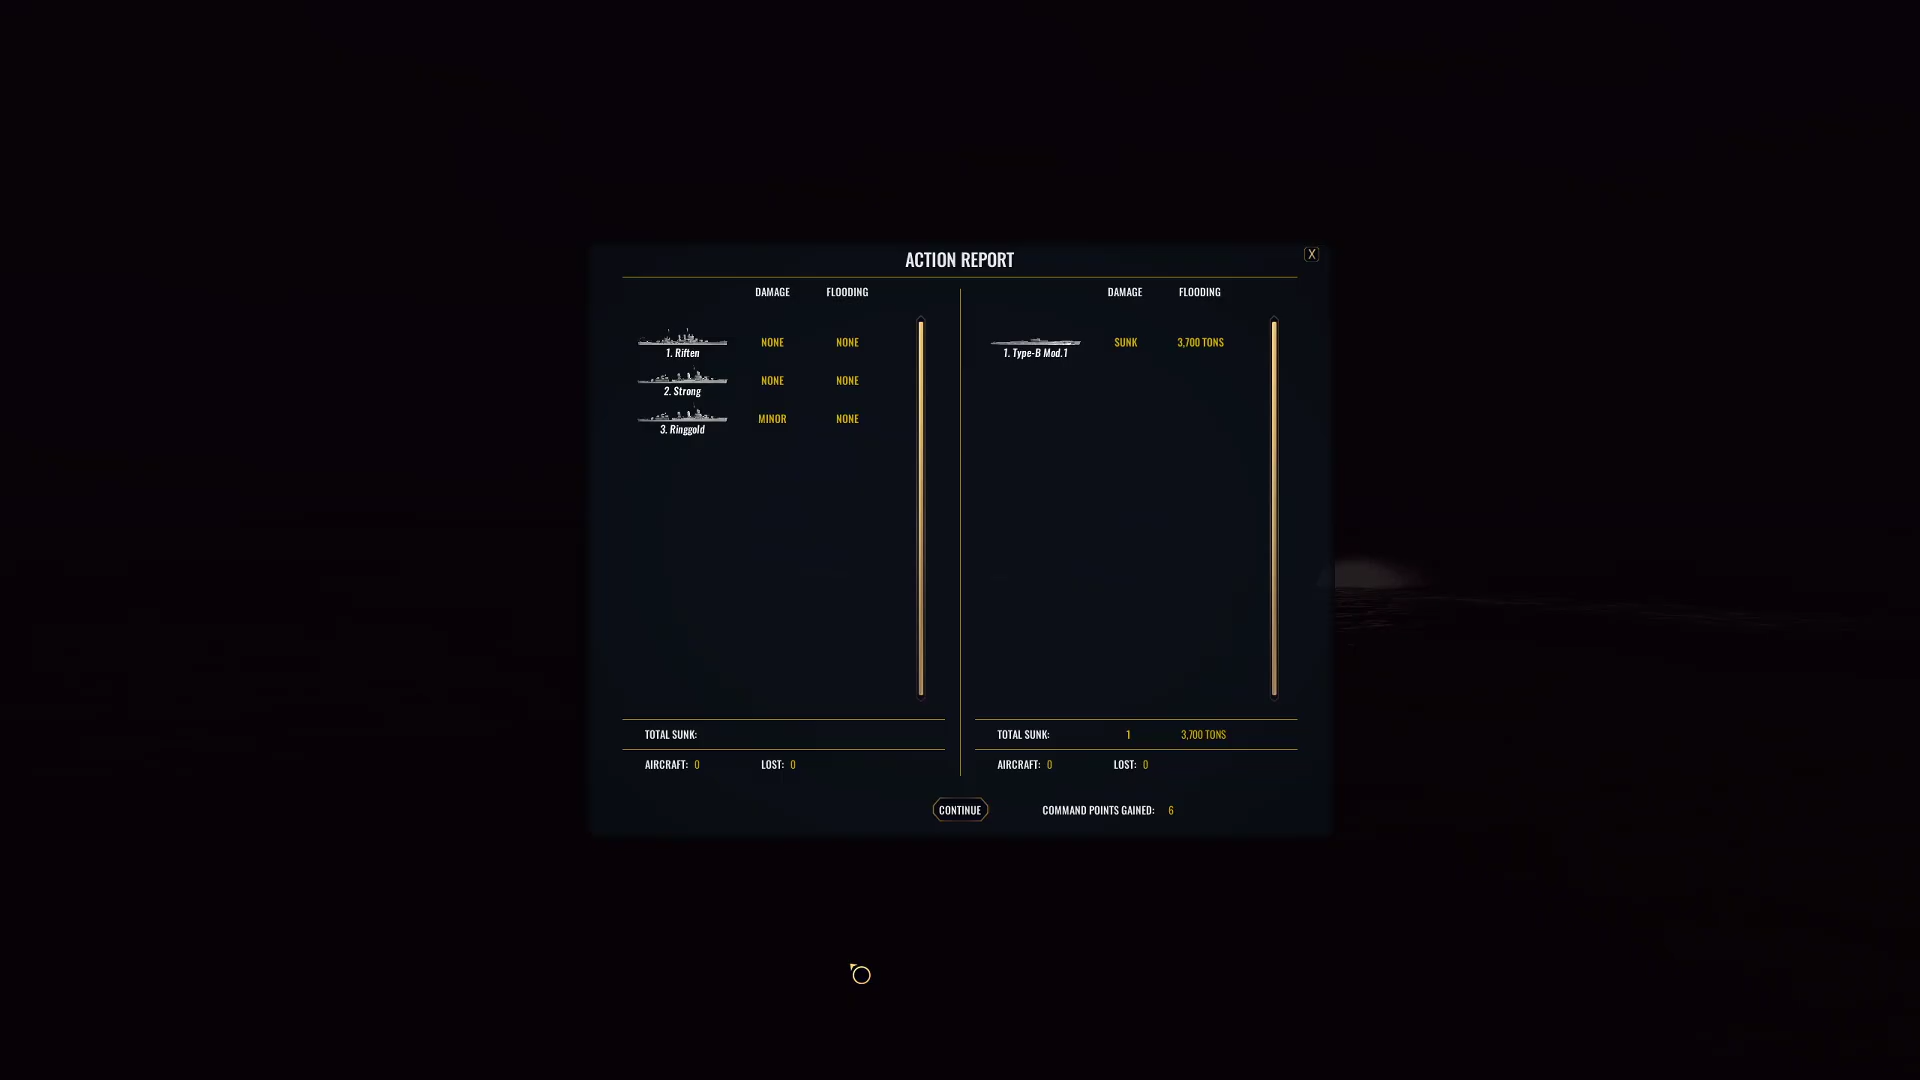 ACTION REPORT
X
DAMAGE FLOODING
1. Riften NONE NONE
2. Strong NONE NONE
3. Ringgold MINOR NONE
TOTAL SUNK:
AIRCRAFT: 0 LOST: 0
DAMAGE FLOODING
1. Type-B Mod.1 SUNK 3,700 TONS
TOTAL SUNK: 1 3,700 TONS
AIRCRAFT: 0 LOST: 0
CONTINUE
COMMAND POINTS GAINED: 6